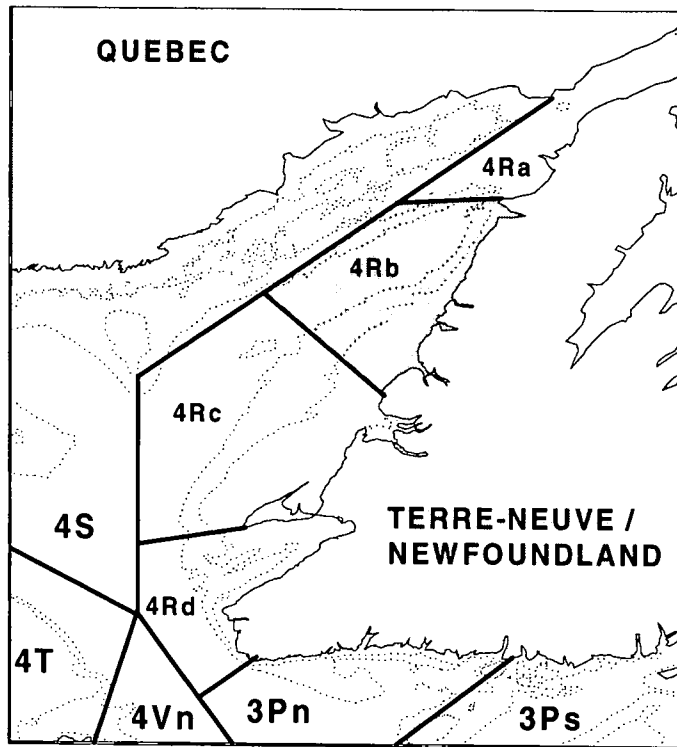 QUEBEC
4Ra
4Rb
4Rc
4S
TERRE-NEUVE /
NEWFOUNDLAND
4Rd
4T
4Vn
3Pn
3Ps